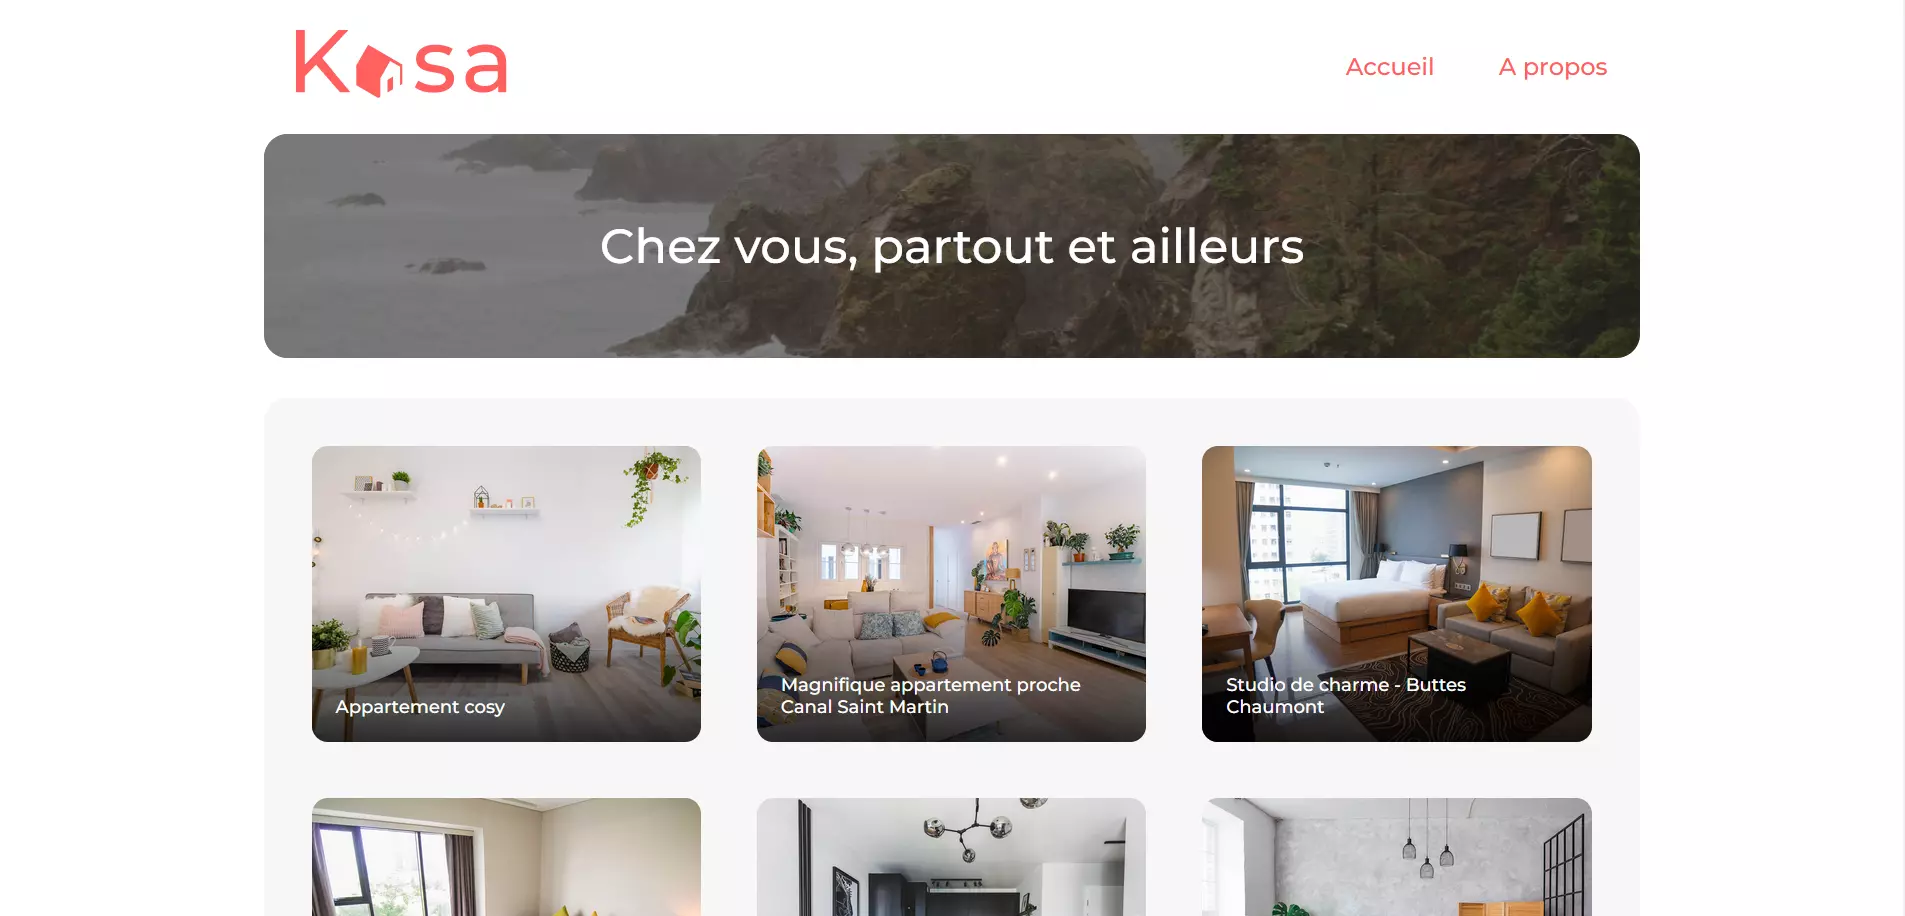 Kasa
Accueil
A propos
Chez vous, partout et ailleurs
Appartement cosy
Magnifique appartement proche
Canal Saint Martin
Studio de charme - Buttes
Chaumont